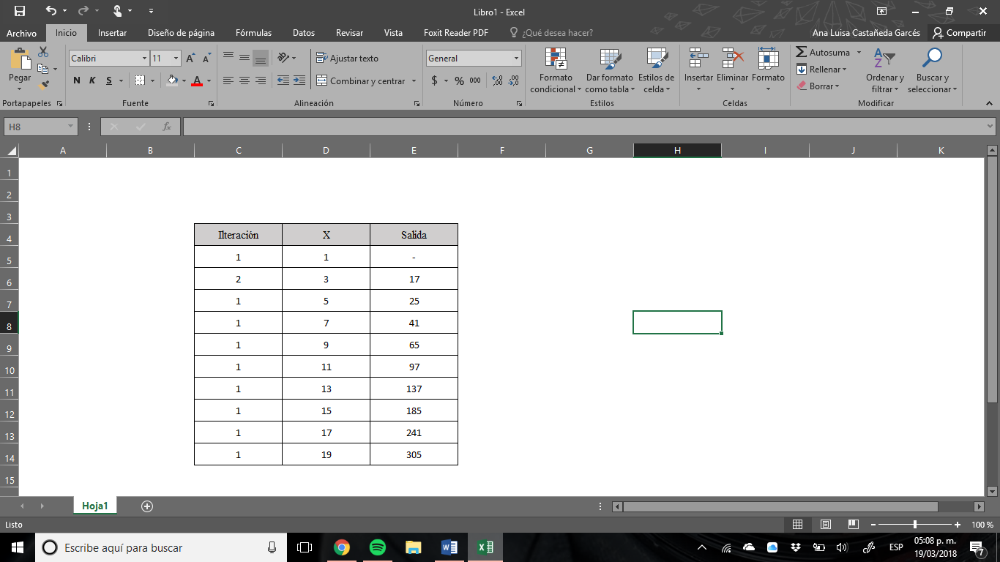 Libro1 - Excel
Archivo Inicio Insertar Diseño de página Fórmulas Datos Revisar Vista Foxit Reader PDF ¿Qué desea hacer? Ana Luisa Castañeda Garcés Compartir
Pegar Calibri 11 A A Ajustar texto General Autosuma
N K S A Combinar y centrar $ % 000 Formato condicional Dar formato como tabla Estilos de celda Insertar Eliminar Formato Rellenar Borrar Ordenar y filtrar Buscar y seleccionar
Portapapeles Fuente Alineación Número Estilos Celdas Modificar
H8 fx
A B C D E F G H I J K
1
2
3
4 Ilteración X Salida
5 1 1 -
6 2 3 17
7 1 5 25
8 1 7 41
9 1 9 65
10 1 11 97
11 1 13 137
12 1 15 185
13 1 17 241
14 1 19 305
15
Hoja1
Listo 100 %
Escribe aquí para buscar ESP 05:08 p. m.
19/03/2018 7